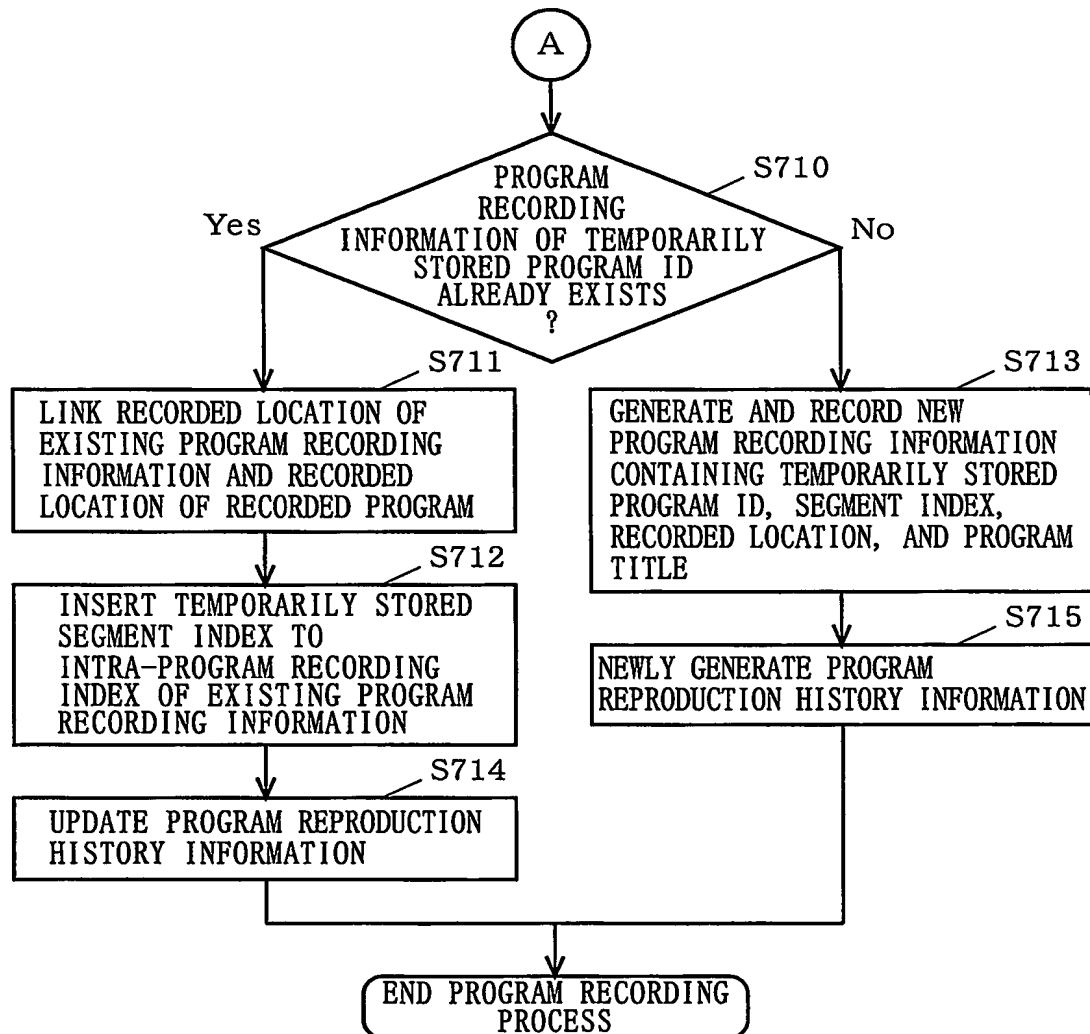 A
S710
PROGRAM
RECORDING
INFORMATION OF TEMPORARILY
STORED PROGRAM ID
ALREADY EXISTS
?
Yes
No
S711
LINK RECORDED LOCATION OF
EXISTING PROGRAM RECORDING
INFORMATION AND RECORDED
LOCATION OF RECORDED PROGRAM
S712
INSERT TEMPORARILY STORED
SEGMENT INDEX TO
INTRA-PROGRAM RECORDING
INDEX OF EXISTING PROGRAM
RECORDING INFORMATION
S714
UPDATE PROGRAM REPRODUCTION
HISTORY INFORMATION
S713
GENERATE AND RECORD NEW
PROGRAM RECORDING INFORMATION
CONTAINING TEMPORARILY STORED
PROGRAM ID, SEGMENT INDEX,
RECORDED LOCATION, AND PROGRAM
TITLE
S715
NEWLY GENERATE PROGRAM
REPRODUCTION HISTORY INFORMATION
END PROGRAM RECORDING
PROCESS